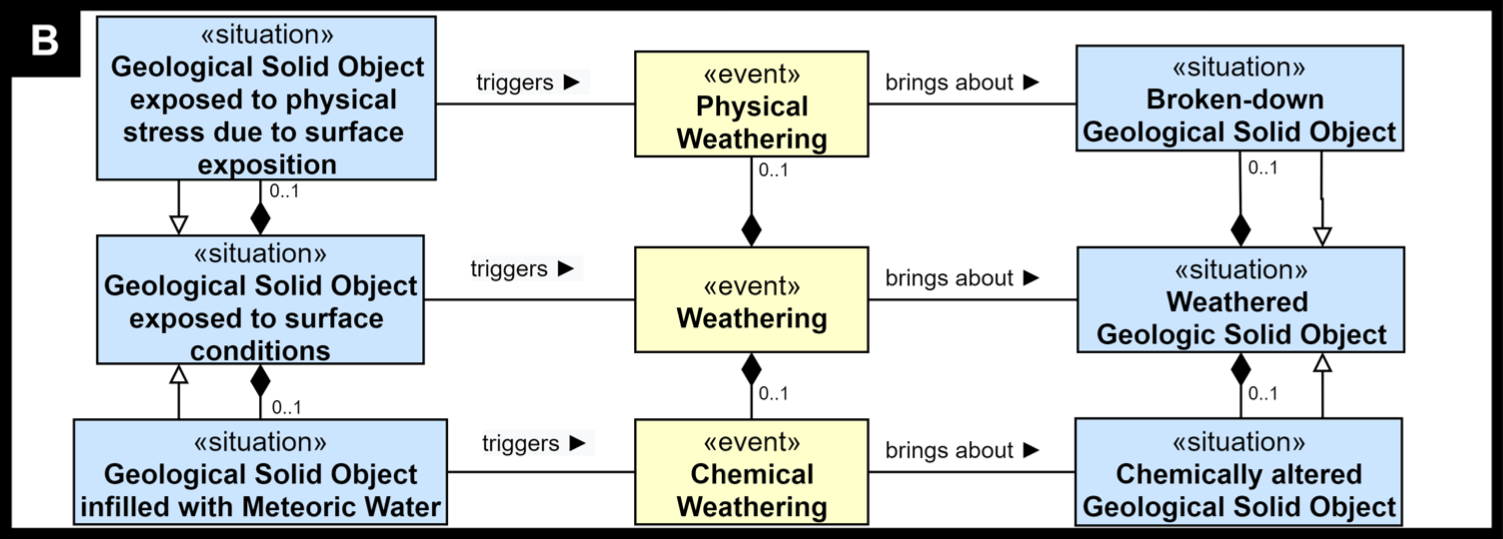 B
«situation»
Geological Solid Object
exposed to physical
stress due to surface
exposition
triggers ►
«event»
Physical
Weathering
brings about ►
«situation»
Broken-down
Geological Solid Object
0..1
0..1
0..1
«situation»
Geological Solid Object
exposed to surface
conditions
triggers ►
«event»
Weathering
brings about ►
«situation»
Weathered
Geologic Solid Object
0..1
0..1
0..1
«situation»
Geological Solid Object
infilled with Meteoric Water
triggers ►
«event»
Chemical
Weathering
brings about ►
«situation»
Chemically altered
Geological Solid Object